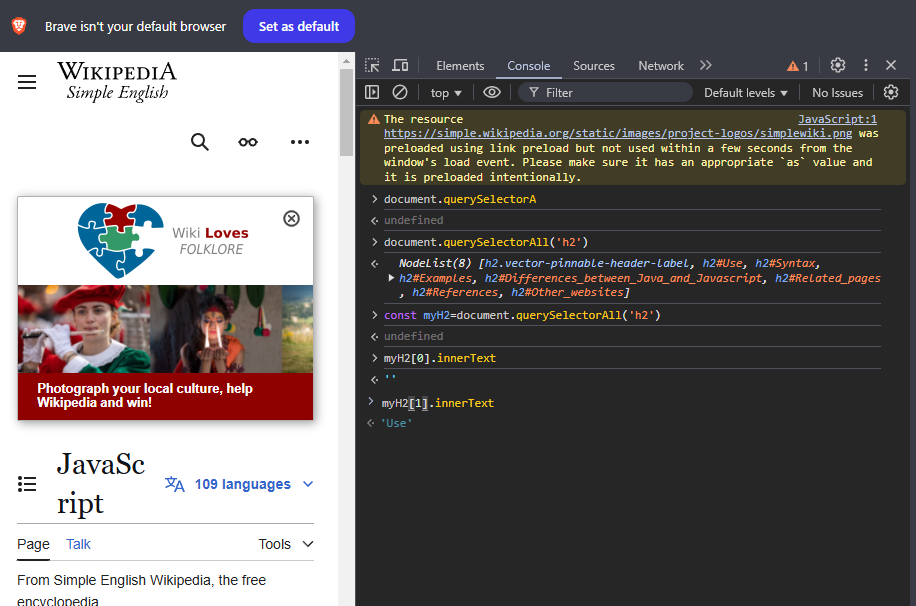 Brave isn't your default browser
Set as default
WIKIPEDIA
Simple English
Wiki Loves
FOLKLORE
Photograph your local culture, help
Wikipedia and win!
JavaSc
ript
109 languages
Page Talk Tools
From Simple English Wikipedia, the free
encyclopedia
Elements Console Sources Network 1
top Filter Default levels No Issues
The resource JavaScript:1
https://simple.wikipedia.org/static/images/project-logos/simplewiki.png was
preloaded using link preload but not used within a few seconds from the
window's load event. Please make sure it has an appropriate `as` value and
it is preloaded intentionally.
document.querySelectorA
undefined
document.querySelectorAll('h2')
NodeList(8) [h2.vector-pinnable-header-label, h2#Use, h2#Syntax,
h2#Examples, h2#Differences_between_Java_and_Javascript, h2#Related_pages
, h2#References, h2#Other_websites]
const myH2=document.querySelectorAll('h2')
undefined
myH2[0].innerText
''
myH2[1].innerText
'Use'